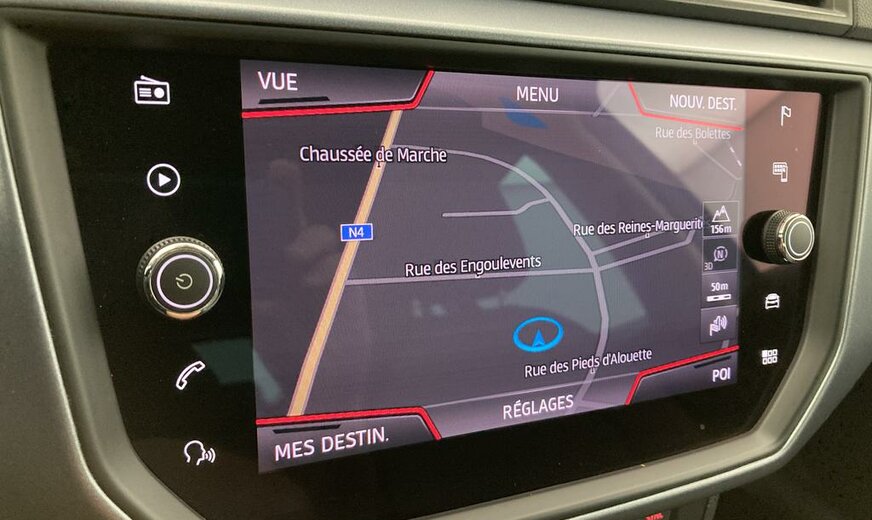 VUE
MENU
NOUV. DEST.
Rue des Bolettes
Chaussée de Marche
N4
Rue des Reines-Marguerite
156m
N
3D
Rue des Engoulevents
50m
Rue des Pieds d'Alouette
POI
RÉGLAGES
MES DESTIN.